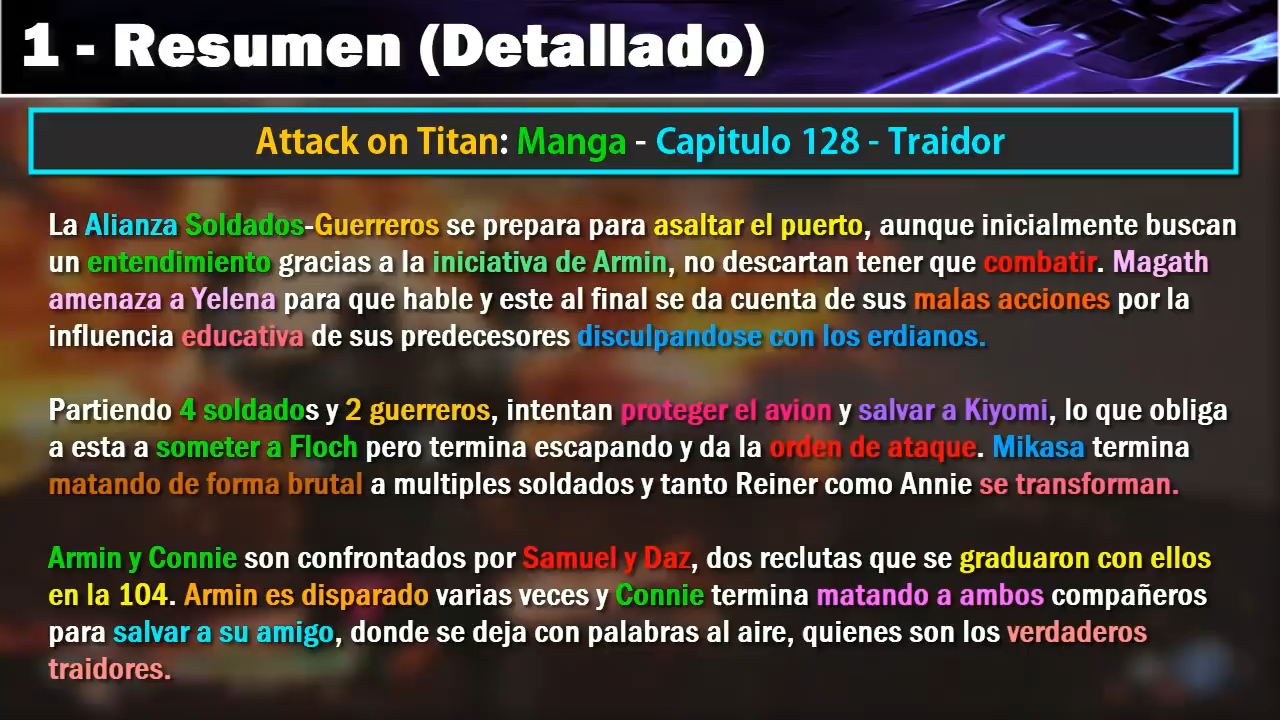 1 - Resumen (Detallado)
Attack on Titan: Manga - Capitulo 128 - Traidor
La Alianza Soldados-Guerreros se prepara para asaltar el puerto, aunque inicialmente buscan
un entendimiento gracias a la iniciativa de Armin, no descartan tener que combatir. Magath
amenaza a Yelena para que hable y este al final se da cuenta de sus malas acciones por la
influencia educativa de sus predecesores disculpandose con los erdianos.
Partiendo 4 soldados y 2 guerreros, intentan proteger el avion y salvar a Kiyomi, lo que obliga
a esta a someter a Floch pero termina escapando y da la orden de ataque. Mikasa termina
matando de forma brutal a multiples soldados y tanto Reiner como Annie se transforman.
Armin y Connie son confrontados por Samuel y Daz, dos reclutas que se graduaron con ellos
en la 104. Armin es disparado varias veces y Connie termina matando a ambos compañeros
para salvar a su amigo, donde se deja con palabras al aire, quienes son los verdaderos
traidores.